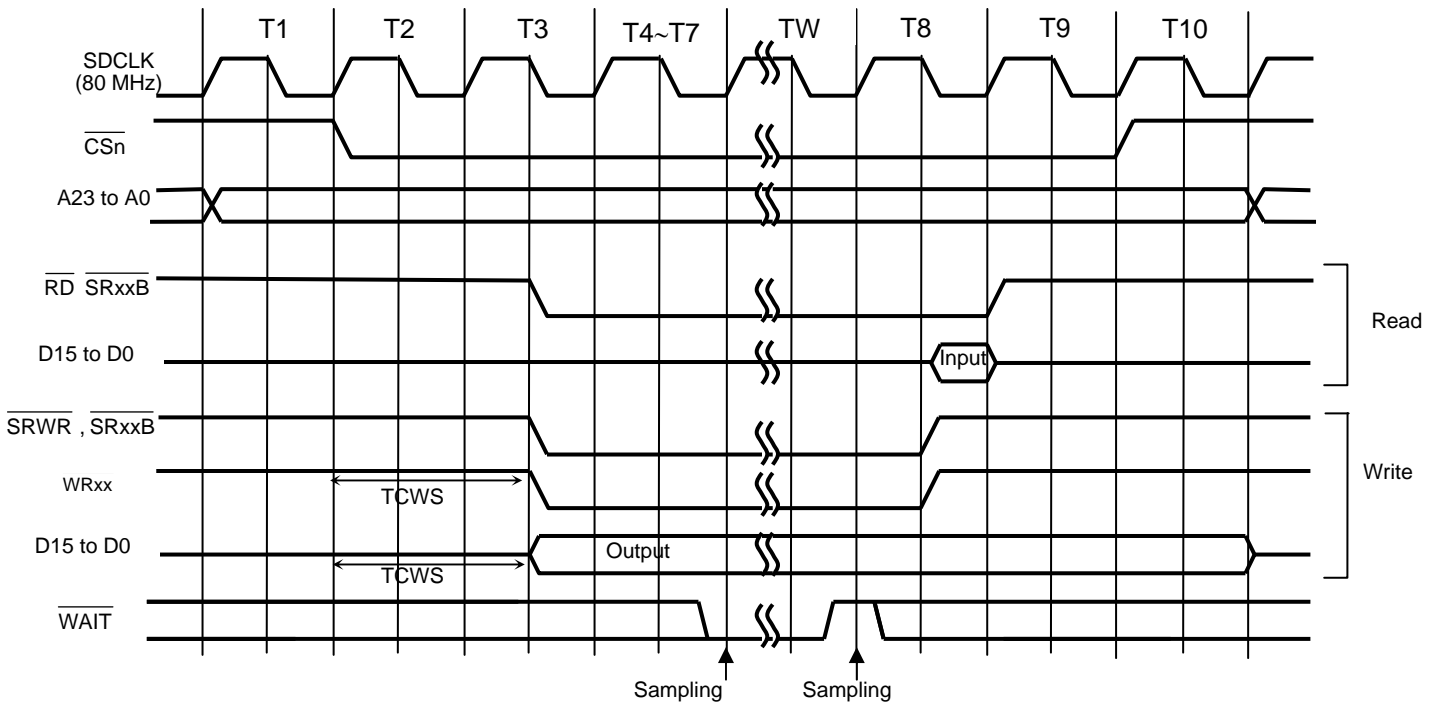 T1 T2 T3 T4~T7 TW T8 T9 T10
SDCLK
(80 MHz)
CSn
A23 to A0
RD SRxxB
Read
D15 to D0
Input
SRWR , SRxxB
Write
WRxx
TCWS
D15 to D0
Output
TCWS
WAIT
Sampling Sampling